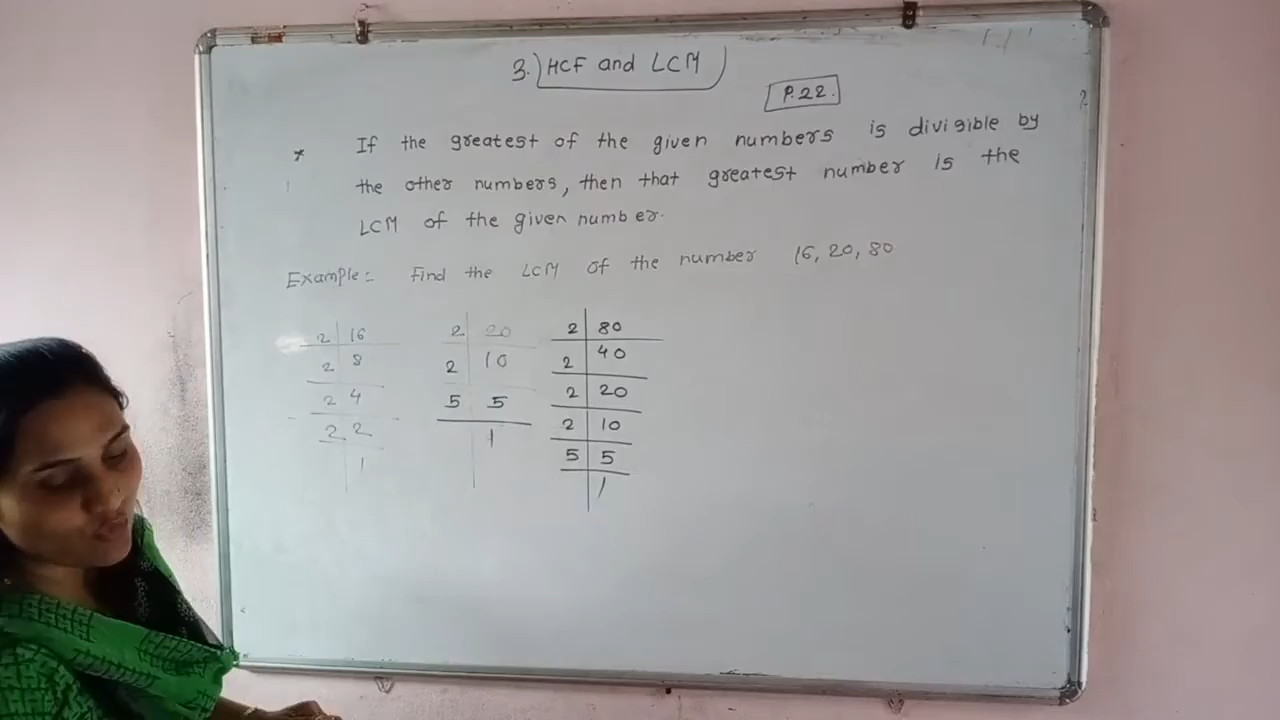 3.) HCF and LCM
P.22.
* If the greatest of the given numbers is divisible by
the other numbers, then that greatest number is the
LCM of the given number.
Example:- Find the LCM of the number 16, 20, 80
2 16
2 8
2 4
2 2
1
2 20
2 10
5 5
1
2 80
2 40
2 20
2 10
5 5
1